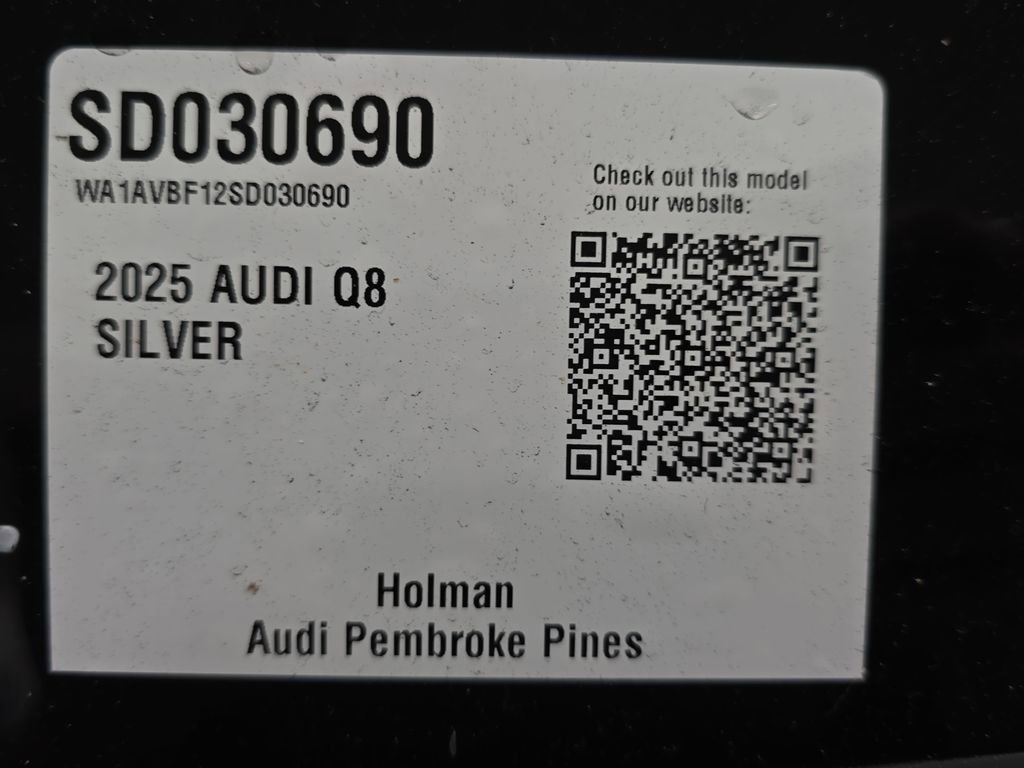 SD030690
WA1AVBF12SD030690
Check out this model
on our website:
2025 AUDI Q8
SILVER
Holman
Audi Pembroke Pines